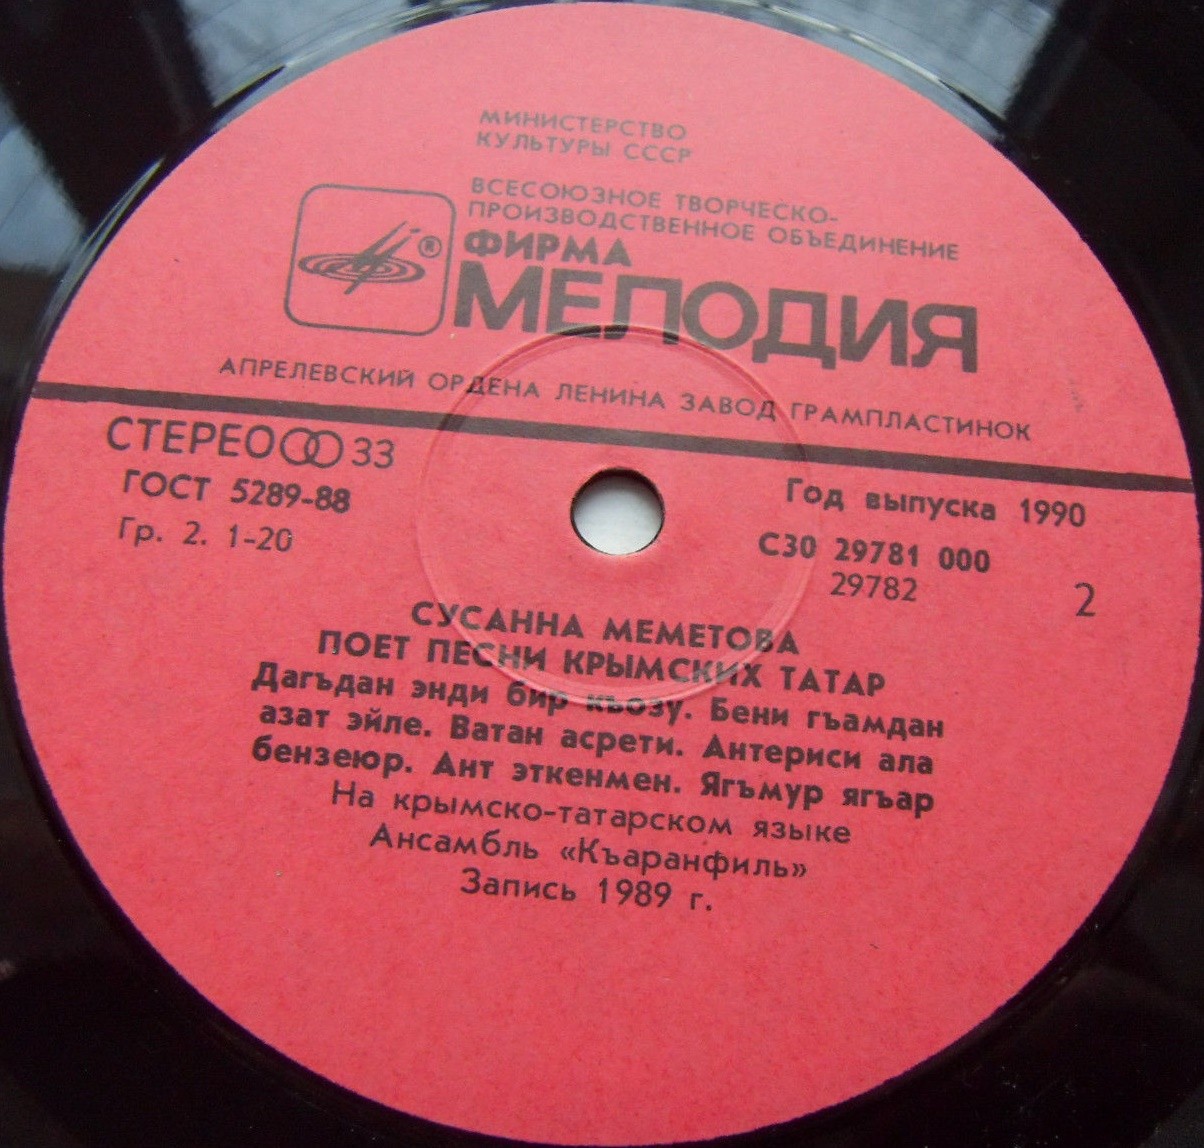 МИНИСТЕРСТВО
КУЛЬТУРЫ СССР
ВСЕСОЮЗНОЕ ТВОРЧЕСКО-
ПРОИЗВОДСТВЕННОЕ ОБЪЕДИНЕНИЕ
®
ФИРМА
МЕЛОДИЯ
АПРЕЛЕВСКИЙ ОРДЕНА ЛЕНИНА ЗАВОД ГРАМПЛАСТИНОК
СТЕРЕО 33
ГОСТ 5289-88
Гр. 2. 1-20
Год выпуска 1990
С30 29781 000
29782
2
СУСАННА МЕМЕТОВА
ПОЕТ ПЕСНИ КРЫМСКИХ ТАТАР
Дагъдан энди бир къозу. Бени гъамдан
азат эйле. Ватан асрети. Антериси ала
бензеюр. Ант эткенмен. Ягъмур ягъар
На крымско-татарском языке
Ансамбль «Къаранфиль»
Запись 1989 г.